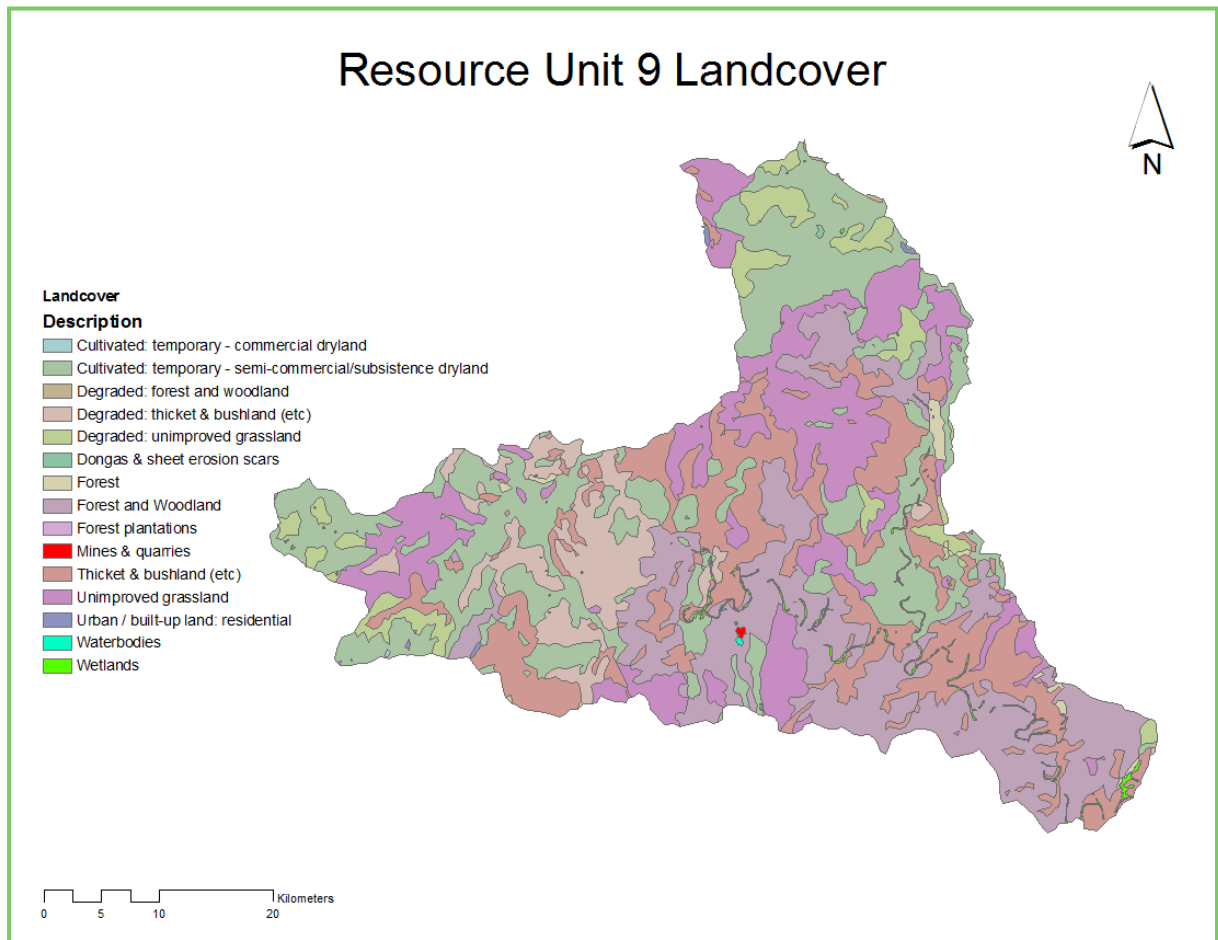 Resource Unit 9 Landcover
N
Landcover
Description
Cultivated: temporary - commercial dryland
Cultivated: temporary - semi-commercial/subsistence dryland
Degraded: forest and woodland
Degraded: thicket & bushland (etc)
Degraded: unimproved grassland
Dongas & sheet erosion scars
Forest
Forest and Woodland
Forest plantations
Mines & quarries
Thicket & bushland (etc)
Unimproved grassland
Urban / built-up land: residential
Waterbodies
Wetlands
Kilometers
0 5 10 20